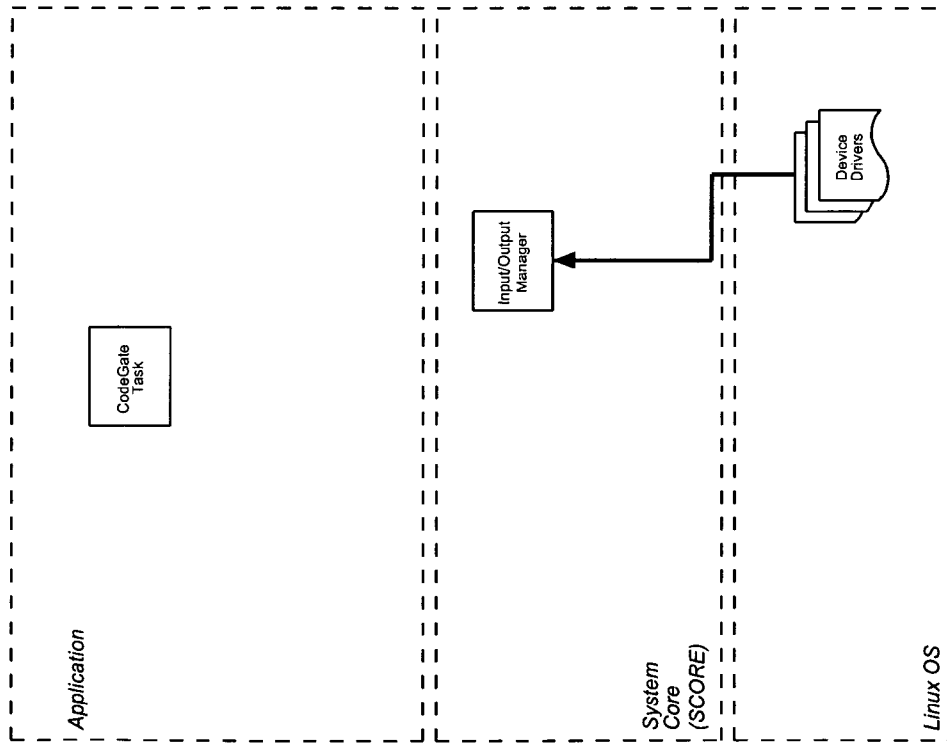 Application
CodeGate
Task
System
Core
(SCORE)
Input/Output
Manager
Linux OS
Device
Drivers